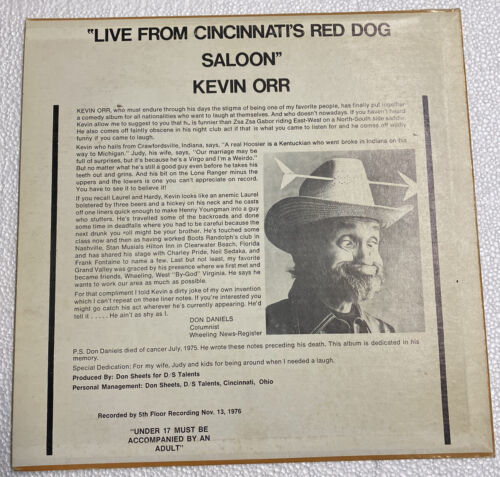 "LIVE FROM CINCINNATI'S RED DOG
SALOON"
KEVIN ORR
KEVIN ORR, who must endure through his days the stigma of being one of my favorite people, has finally put together
a comedy album for all nationalities who want to laugh at themselves. And who doesn't nowadays. If you haven't heard
Kevin allow me to suggest to you that he is funnier than Zsa Zsa Gabor riding East-West on a North-South side saddle.
He also comes off faintly obscene in his night club act if that is what you came to listen for and he comes off wildly
funny if you came to laugh.
Kevin who hails from Crawfordsville, Indiana, says, "A real Hoosier is a Kentuckian who went broke in Indiana on his
way to Michigan." Judy, his wife, says, "Our marriage may be
full of surprises, but it's because he's a Virgo and I'm a Weirdo."
But no matter what he's still a good guy even before he takes his
teeth out and grins. And his bit on the Lone Ranger minus the
uppers and the lowers is one you can't appreciate on record.
You have to see it to believe it!
If you recall Laurel and Hardy, Kevin looks like an anemic Laurel
bolstered by three beers and a hickey on his neck and he casts
off one liners quick enough to make Henny Youngman into a guy
who stutters. He's travelled some of the backroads and done
some time in deadfalls where you had to be careful because the
next drunk you roll might be your brother. He's touched some
class now and then as having worked Boots Randolph's club in
Nashville, Stan Musials Hilton Inn in Clearwater Beach, Florida
and has shared his stage with Charley Pride, Neil Sedaka, and
Frank Fontaine to name a few. Last but not least, my favorite
Grand Valley was graced by his presence where we first met and
became friends, Wheeling, West "By-God" Virginia. He says he
wants to work our area as much as possible.
For that compliment I told Kevin a dirty joke of my own invention
which I can't repeat on these liner notes. If you're interested you
might go catch his act wherever he's currently appearing. He'd
tell it . . . . . He ain't as shy as I.
DON DANIELS
Columnist
Wheeling News-Register
P.S. Don Daniels died of cancer July, 1975. He wrote these notes preceding his death. This album is dedicated in his
memory.
Special Dedication: For my wife, Judy and kids for being around when I needed a laugh.
Produced By: Don Sheets for D/S Talents
Personal Management: Don Sheets, D/S Talents, Cincinnati, Ohio
Recorded by 5th Floor Recording Nov. 13, 1976
"UNDER 17 MUST BE
ACCOMPANIED BY AN
ADULT"